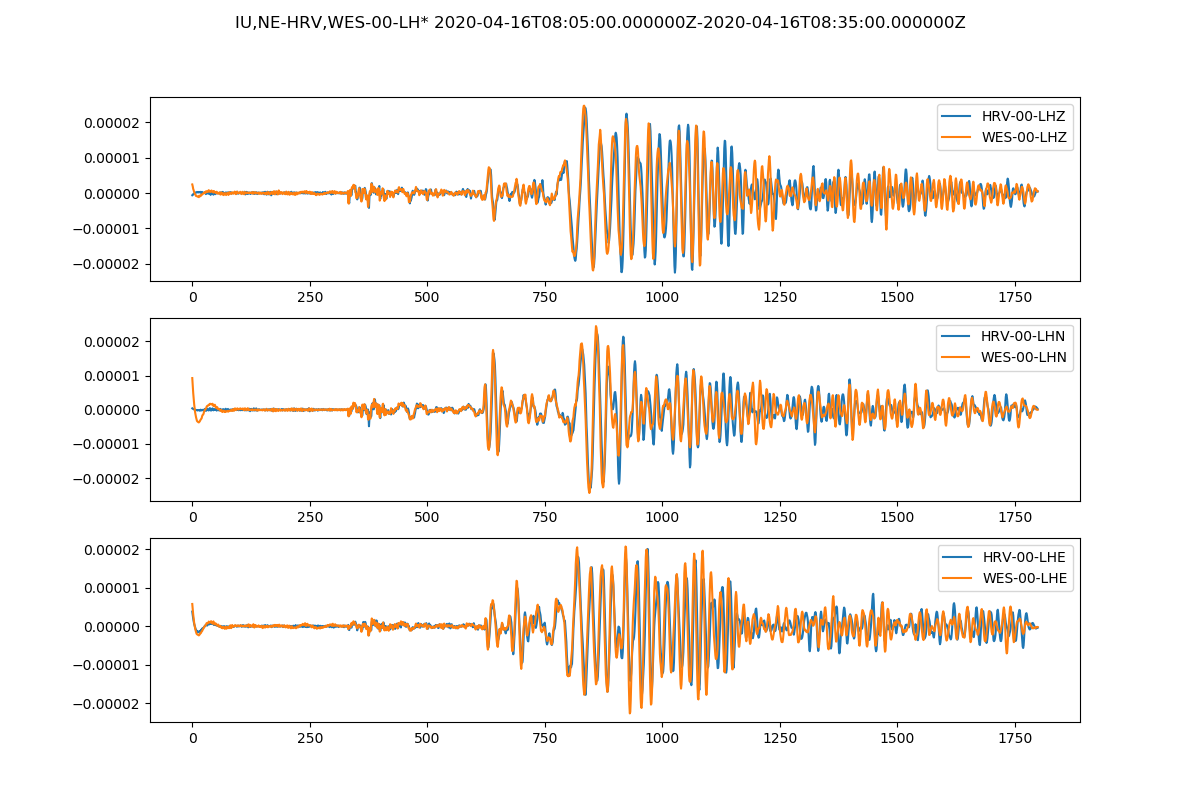 IU,NE-HRV,WES-00-LH* 2020-04-16T08:05:00.000000Z-2020-04-16T08:35:00.000000Z
HRV-00-LHZ
WES-00-LHZ
0.00002
0.00001
0.00000
−0.00001
−0.00002
0 250 500 750 1000 1250 1500 1750
HRV-00-LHN
WES-00-LHN
0.00002
0.00001
0.00000
−0.00001
−0.00002
0 250 500 750 1000 1250 1500 1750
HRV-00-LHE
WES-00-LHE
0.00002
0.00001
0.00000
−0.00001
−0.00002
0 250 500 750 1000 1250 1500 1750